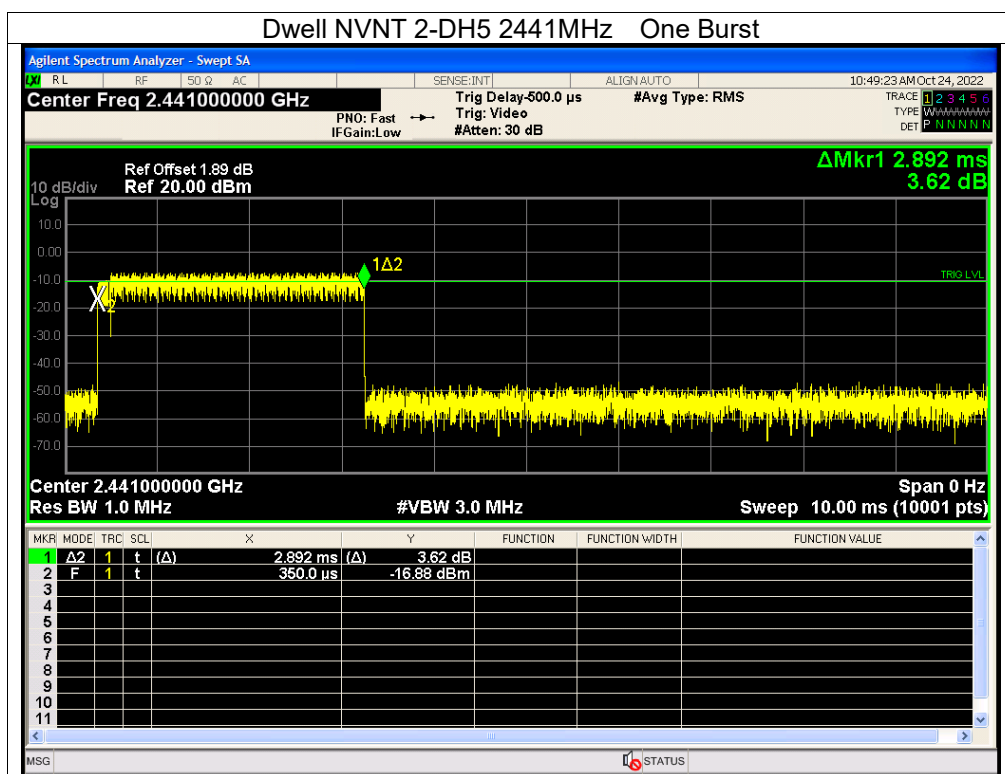 Dwell NVNT 2-DH5 2441MHz One Burst
Agilent Spectrum Analyzer - Swept SA
LXI RL RF 50 Ω AC SENSE:INT ALIGN AUTO 10:49:23 AM Oct 24, 2022
Center Freq 2.441000000 GHz
PNO: Fast
IFGain:Low
Trig Delay-500.0 µs
Trig: Video
#Atten: 30 dB
#Avg Type: RMS
TRACE 1 2 3 4 5 6
TYPE WWWWWW
DET P N N N N N
ΔMkr1 2.892 ms
3.62 dB
Ref Offset 1.89 dB
10 dB/div Ref 20.00 dBm
Log
10.0
0.00
-10.0
-20.0
-30.0
-40.0
-50.0
-60.0
-70.0
1Δ2
X2
TRIG LVL
Center 2.441000000 GHz Span 0 Hz
Res BW 1.0 MHz #VBW 3.0 MHz Sweep 10.00 ms (10001 pts)
MKR MODE TRC SCL X Y FUNCTION FUNCTION WIDTH FUNCTION VALUE
1 Δ2 1 t (Δ) 2.892 ms (Δ) 3.62 dB
2 F 1 t 350.0 µs -16.88 dBm
3
4
5
6
7
8
9
10
11
MSG STATUS